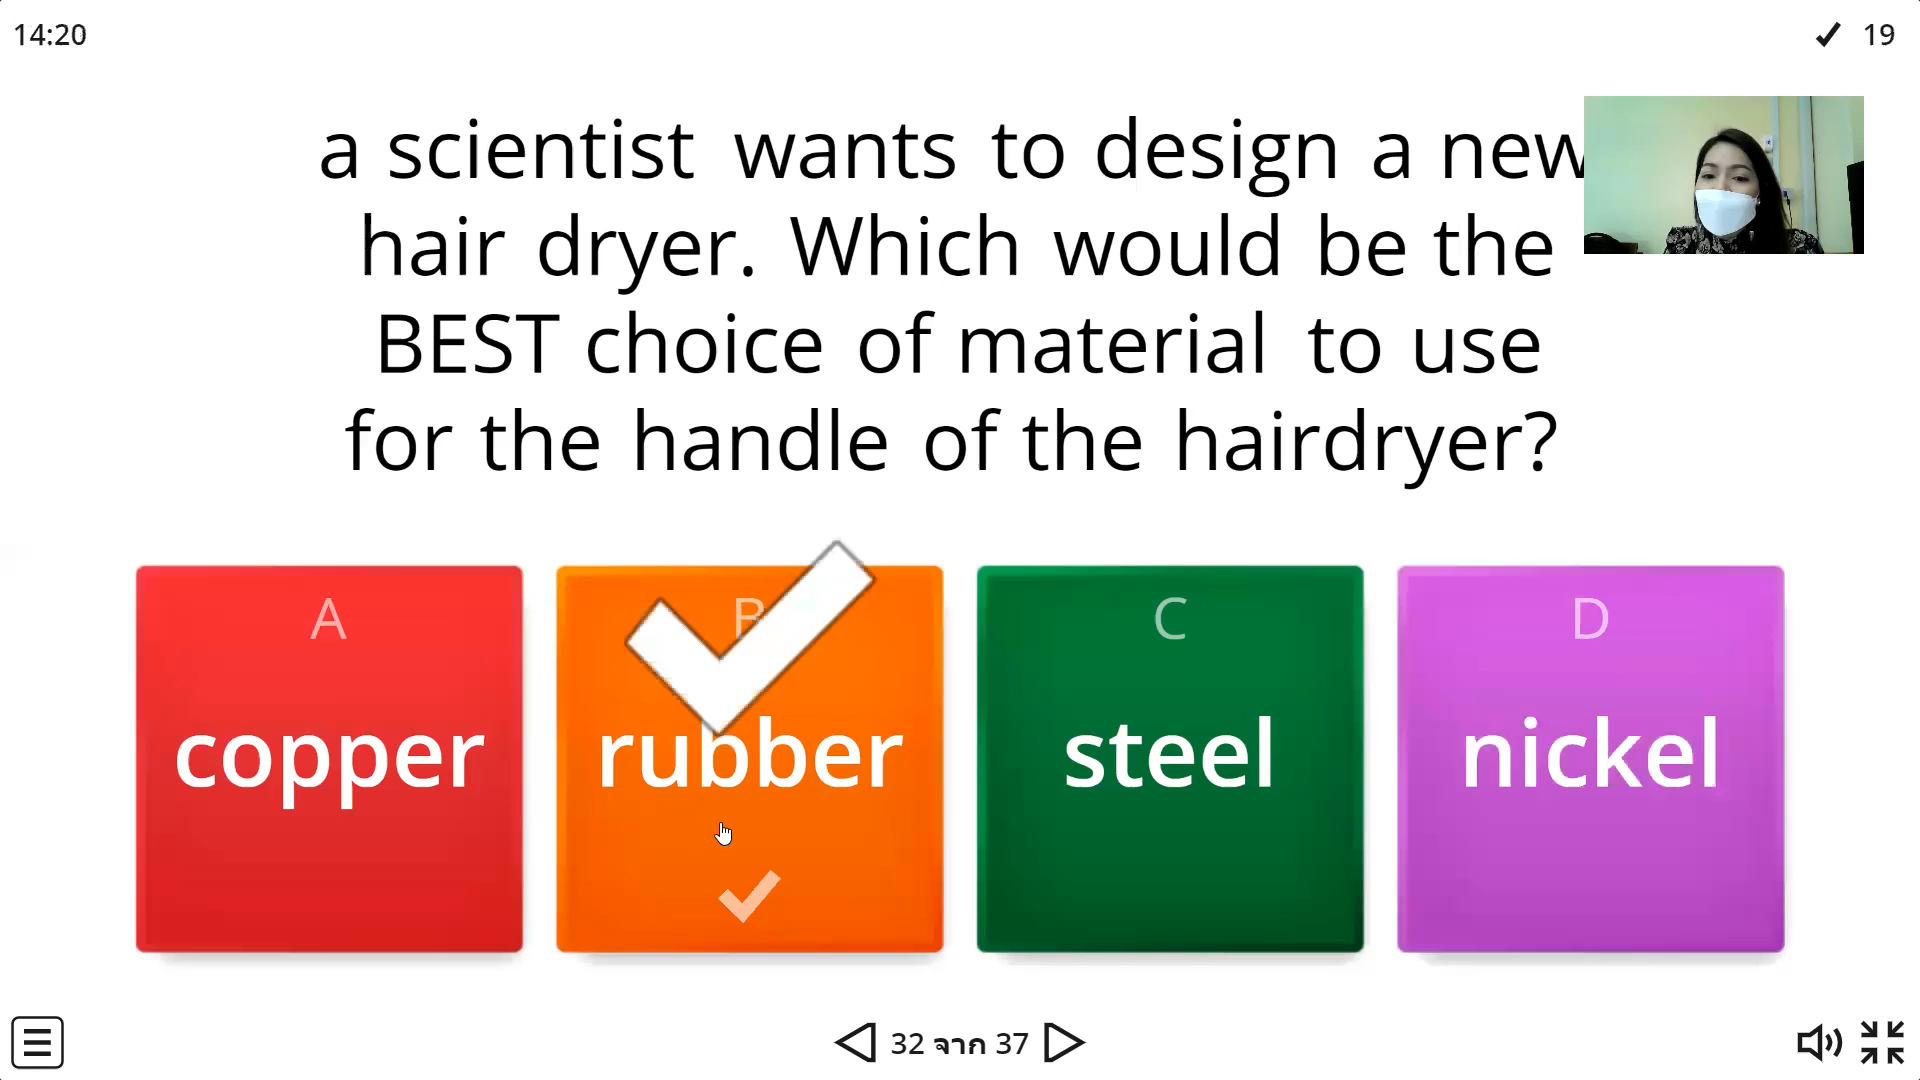 14:20
19
a scientist wants to design a new
hair dryer. Which would be the
BEST choice of material to use
for the handle of the hairdryer?
A
B
C
D
copper
rubber
steel
nickel
32 จาก 37